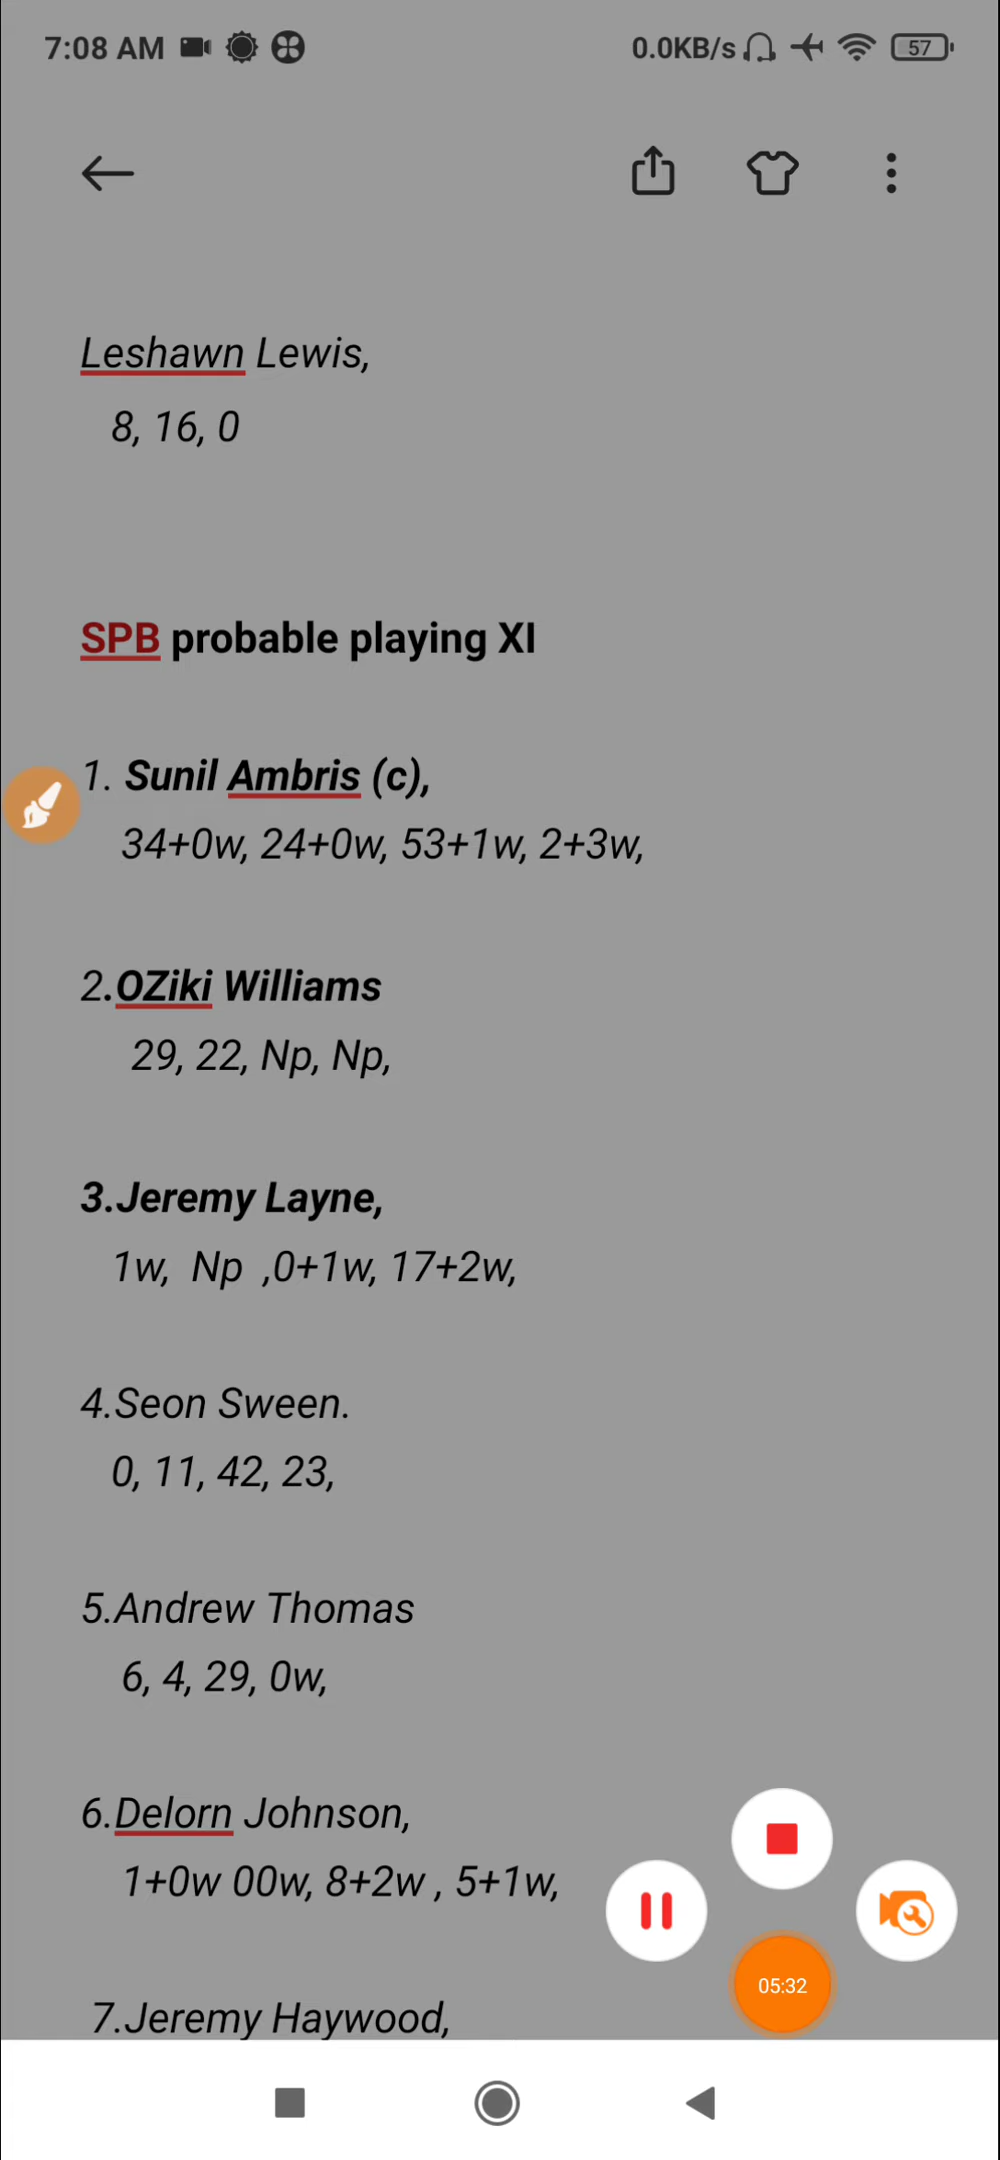 7:08 AM 0.0KB/s 57
Leshawn Lewis,
8, 16, 0
SPB probable playing XI
1. Sunil Ambris (c),
34+0w, 24+0w, 53+1w, 2+3w,
2.OZiki Williams
29, 22, Np, Np,
3.Jeremy Layne,
1w, Np ,0+1w, 17+2w,
4.Seon Sween.
0, 11, 42, 23,
5.Andrew Thomas
6, 4, 29, 0w,
6.Delorn Johnson,
1+0w 00w, 8+2w , 5+1w,
05:32
7.Jeremy Haywood,